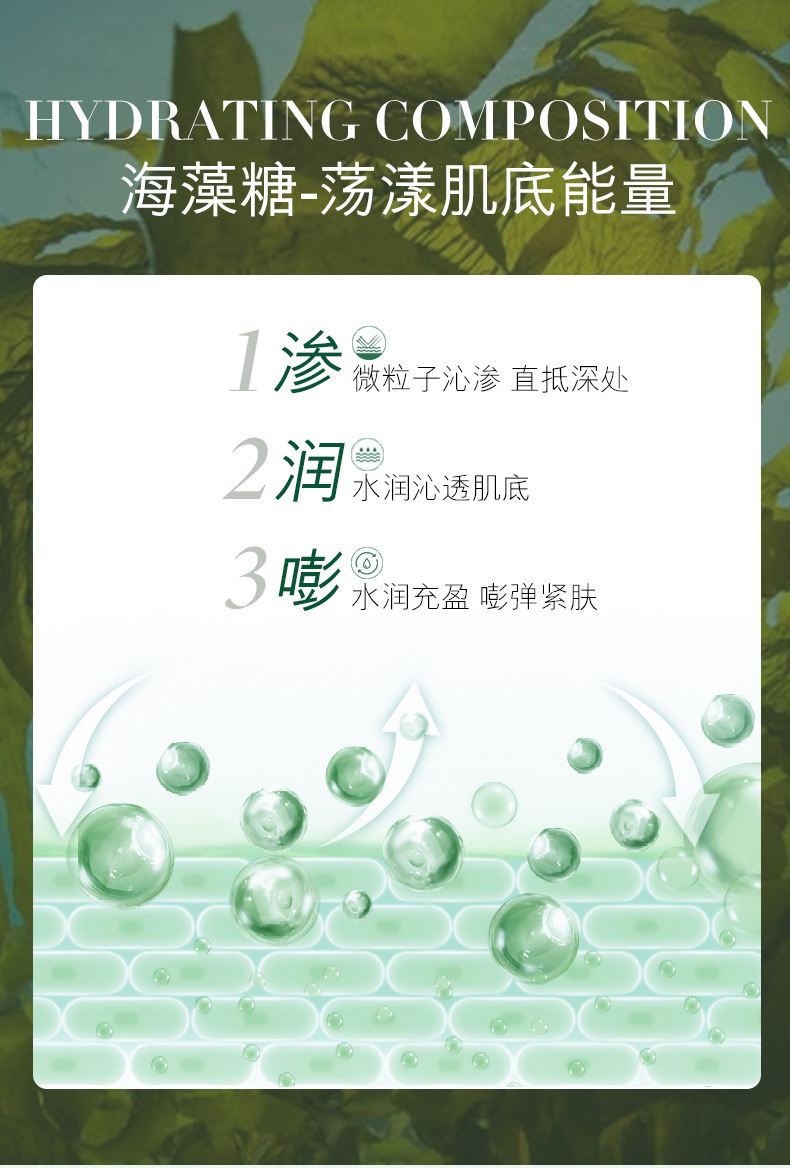 HYDRATING COMPOSITION
海藻糖-荡漾肌底能量
1 渗 微粒子沁渗 直抵深处
2 润 水润沁透肌底
3 嘭 水润充盈 嘭弹紧肤